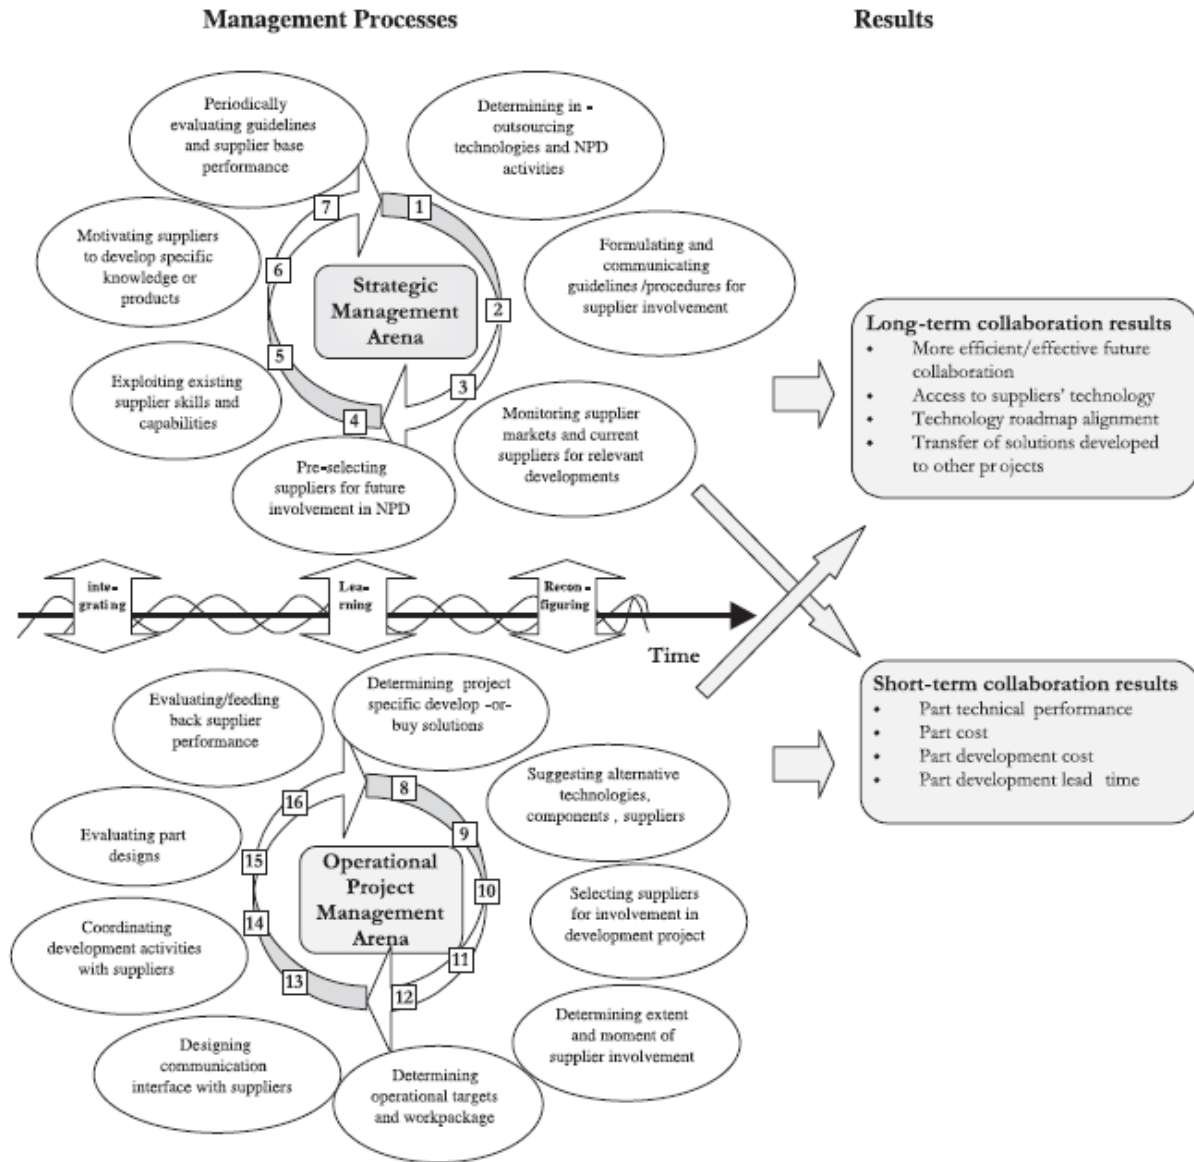 Management Processes
Results
Periodically
evaluating guidelines
and supplier base
performance
Determining in -
outsourcing
technologies and NPD
activities
7
1
Motivating suppliers
to develop specific
knowledge or
products
6
Formulating and
communicating
guidelines /procedures for
supplier involvement
Strategic
Management
Arena
2
5
3
4
Exploiting existing
supplier skills and
capabilities
Monitoring supplier
markets and current
suppliers for relevant
developments
Pre-selecting
suppliers for future
involvement in NPD
Long-term collaboration results
• More efficient/effective future
collaboration
• Access to suppliers' technology
• Technology roadmap alignment
• Transfer of solutions developed
to other projects
inte-
grating
Lea-
rning
Recon-
figuring
Time
Evaluating/feeding
back supplier
performance
Determining project
specific develop -or-
buy solutions
Short-term collaboration results
• Part technical performance
• Part cost
• Part development cost
• Part development lead time
Suggesting alternative
technologies,
components , suppliers
16
8
9
Evaluating part
designs
15
Operational
Project
Management
Arena
10
Selecting suppliers
for involvement in
development project
14
11
13
12
Coordinating
development activities
with suppliers
Determining extent
and moment of
supplier involvement
Designing
communication
interface with suppliers
Determining
operational targets
and workpackage